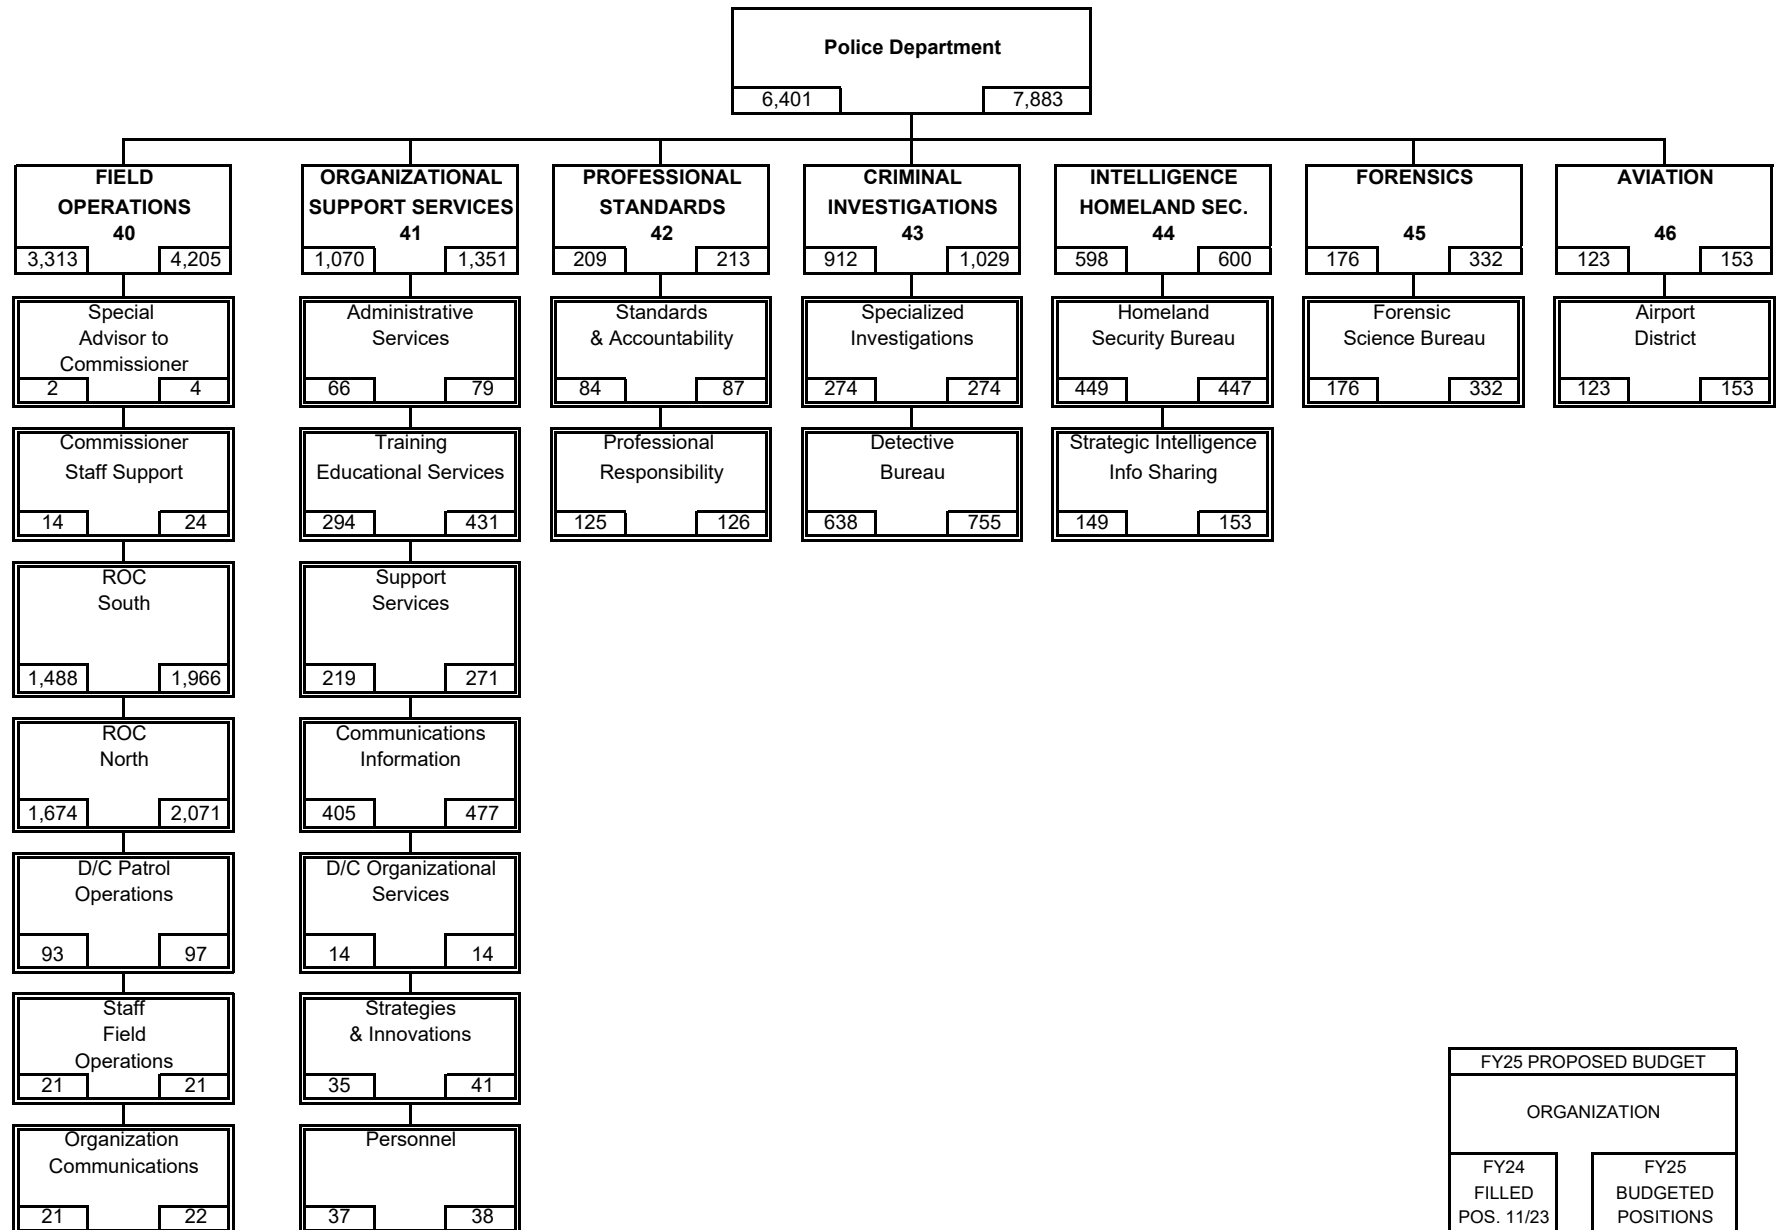 Police Department
6,401 7,883
FIELD
OPERATIONS
40
3,313 4,205
ORGANIZATIONAL
SUPPORT SERVICES
41
1,070 1,351
PROFESSIONAL
STANDARDS
42
209 213
CRIMINAL
INVESTIGATIONS
43
912 1,029
INTELLIGENCE
HOMELAND SEC.
44
598 600
FORENSICS
45
176 332
AVIATION
46
123 153
Special
Advisor to
Commissioner
2 4
Administrative
Services
66 79
Standards
& Accountability
84 87
Specialized
Investigations
274 274
Homeland
Security Bureau
449 447
Forensic
Science Bureau
176 332
Airport
District
123 153
Commissioner
Staff Support
14 24
Training
Educational Services
294 431
Professional
Responsibility
125 126
Detective
Bureau
638 755
Strategic Intelligence
Info Sharing
149 153
ROC
South
1,488 1,966
Support
Services
219 271
ROC
North
1,674 2,071
Communications
Information
405 477
D/C Patrol
Operations
93 97
D/C Organizational
Services
14 14
Staff
Field
Operations
21 21
Strategies
& Innovations
35 41
Organization
Communications
21 22
Personnel
37 38
FY25 PROPOSED BUDGET
ORGANIZATION
FY24
FILLED
POS. 11/23
FY25
BUDGETED
POSITIONS